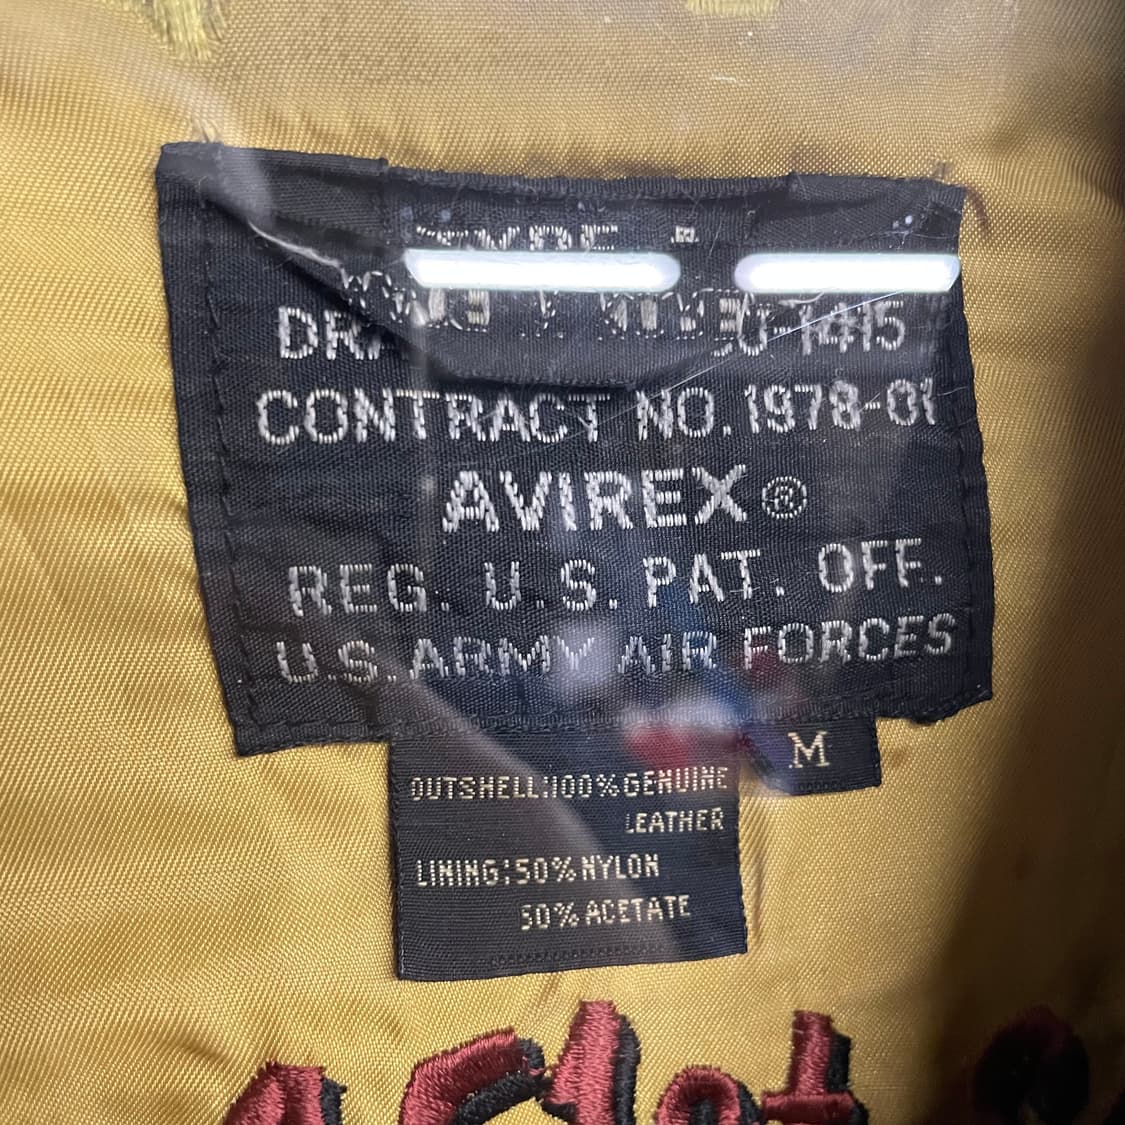 TYPE
CONTRACT NO. 1978-01
AVIREX®
REG. U.S. PAT. OFF.
U.S. ARMY AIR FORCES
M
OUTSHELL:100% GENUINE
LEATHER
LINING:50% NYLON
50% ACETATE